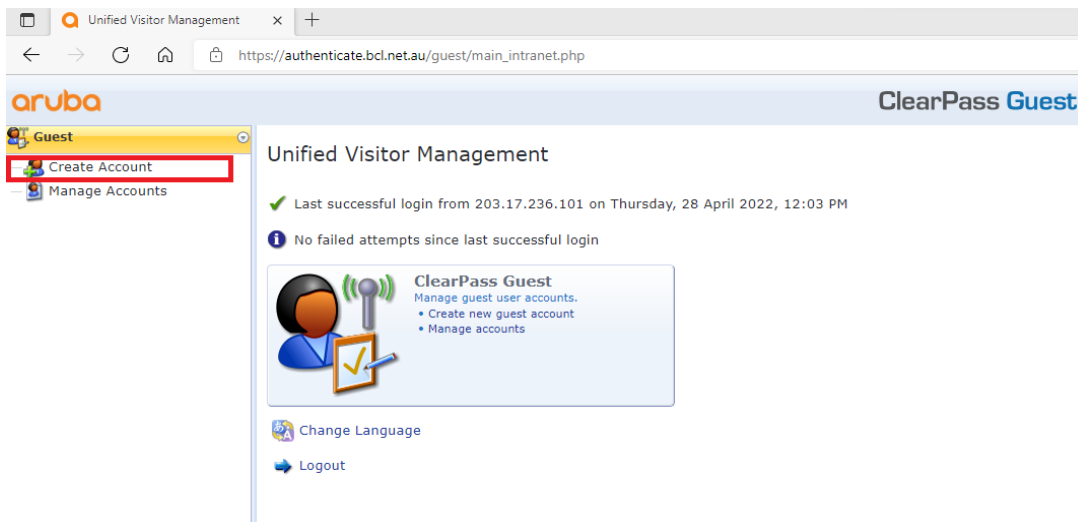 Unified Visitor Management
https://authenticate.bcl.net.au/guest/main_intranet.php
aruba
ClearPass Guest
Guest
Create Account
Manage Accounts
Unified Visitor Management
Last successful login from 203.17.236.101 on Thursday, 28 April 2022, 12:03 PM
No failed attempts since last successful login
ClearPass Guest
Manage guest user accounts.
• Create new guest account
• Manage accounts
Change Language
Logout